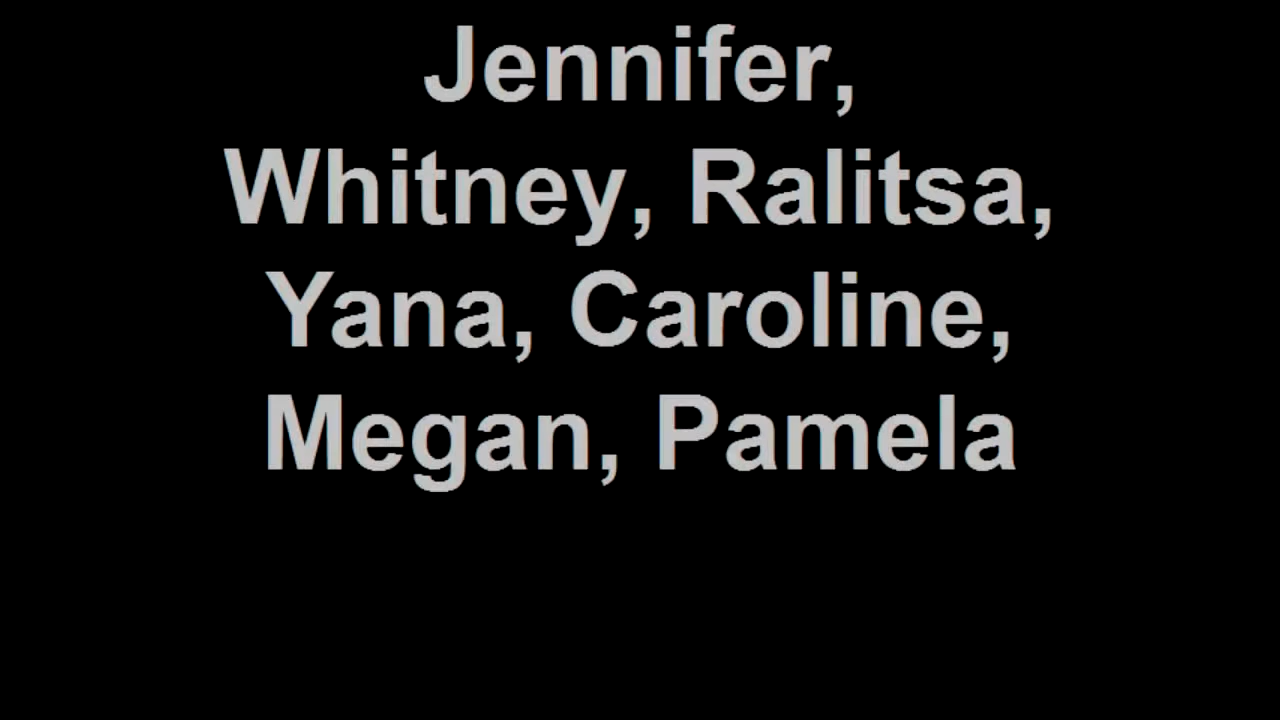 Jennifer,
Whitney, Ralitsa,
Yana, Caroline,
Megan, Pamela